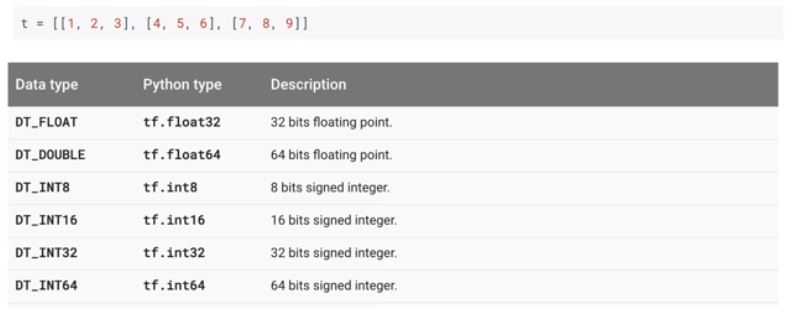 t = [[1, 2, 3], [4, 5, 6], [7, 8, 9]]
Data type Python type Description
DT_FLOAT tf.float32 32 bits floating point.
DT_DOUBLE tf.float64 64 bits floating point.
DT_INT8 tf.int8 8 bits signed integer.
DT_INT16 tf.int16 16 bits signed integer.
DT_INT32 tf.int32 32 bits signed integer.
DT_INT64 tf.int64 64 bits signed integer.